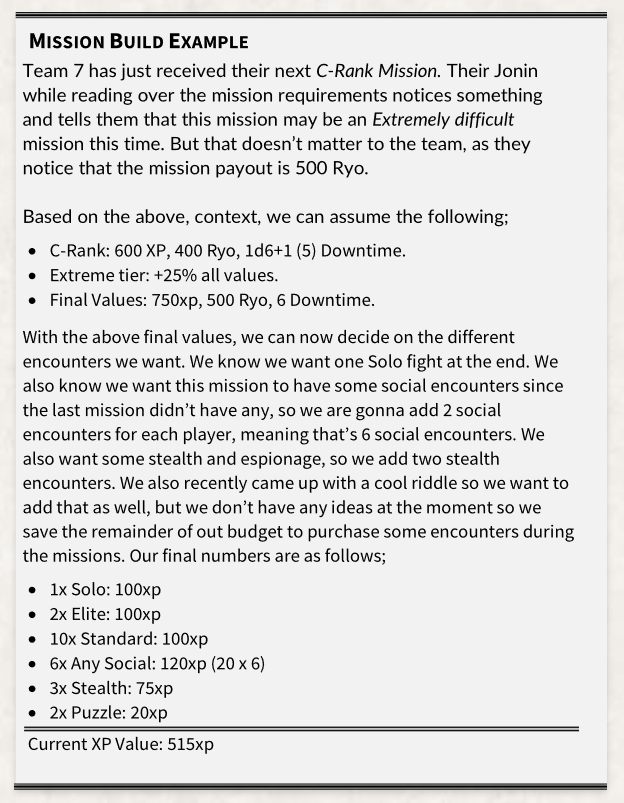 Mission Build Example
Team 7 has just received their next C-Rank Mission. Their Jonin
while reading over the mission requirements notices something
and tells them that this mission may be an Extremely difficult
mission this time. But that doesn’t matter to the team, as they
notice that the mission payout is 500 Ryo.
Based on the above, context, we can assume the following;
• C-Rank: 600 XP, 400 Ryo, 1d6+1 (5) Downtime.
• Extreme tier: +25% all values.
• Final Values: 750xp, 500 Ryo, 6 Downtime.
With the above final values, we can now decide on the different
encounters we want. We know we want one Solo fight at the end. We
also know we want this mission to have some social encounters since
the last mission didn’t have any, so we are gonna add 2 social
encounters for each player, meaning that’s 6 social encounters. We
also want some stealth and espionage, so we add two stealth
encounters. We also recently came up with a cool riddle so we want to
add that as well, but we don’t have any ideas at the moment so we
save the remainder of out budget to purchase some encounters during
the missions. Our final numbers are as follows;
• 1x Solo: 100xp
• 2x Elite: 100xp
• 10x Standard: 100xp
• 6x Any Social: 120xp (20 x 6)
• 3x Stealth: 75xp
• 2x Puzzle: 20xp
Current XP Value: 515xp